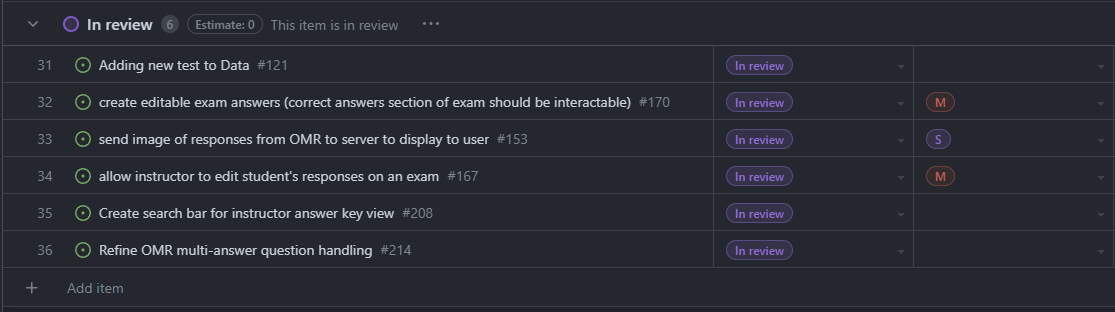 In review 6 Estimate: 0 This item is in review ...
31 Adding new test to Data #121 In review
32 create editable exam answers (correct answers section of exam should be interactable) #170 In review M
33 send image of responses from OMR to server to display to user #153 In review S
34 allow instructor to edit student's responses on an exam #167 In review M
35 Create search bar for instructor answer key view #208 In review
36 Refine OMR multi-answer question handling #214 In review
+ Add item